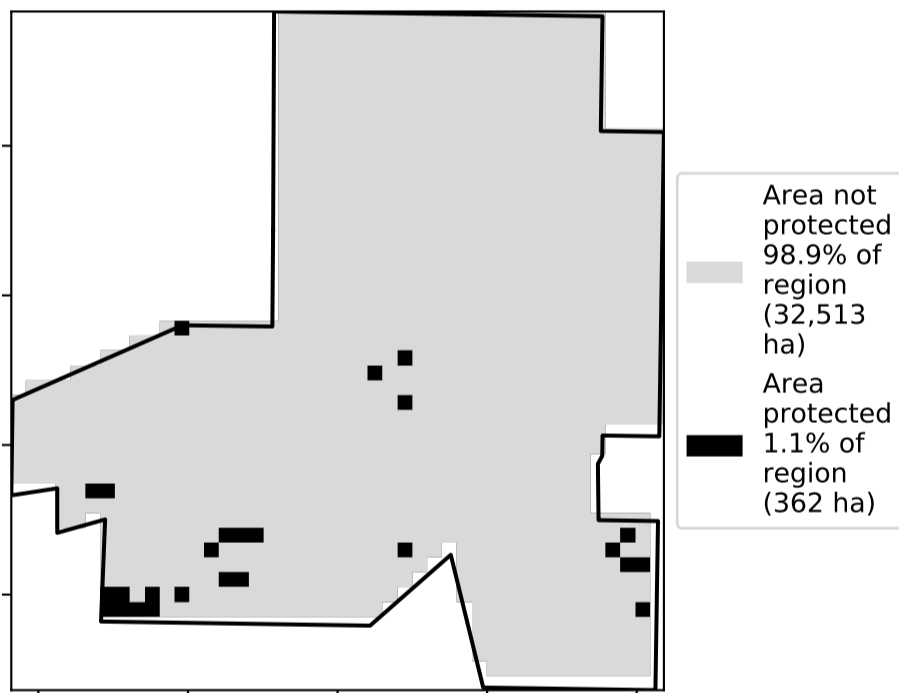 Area not
protected
98.9% of
region
(32,513
ha)
Area
protected
1.1% of
region
(362 ha)